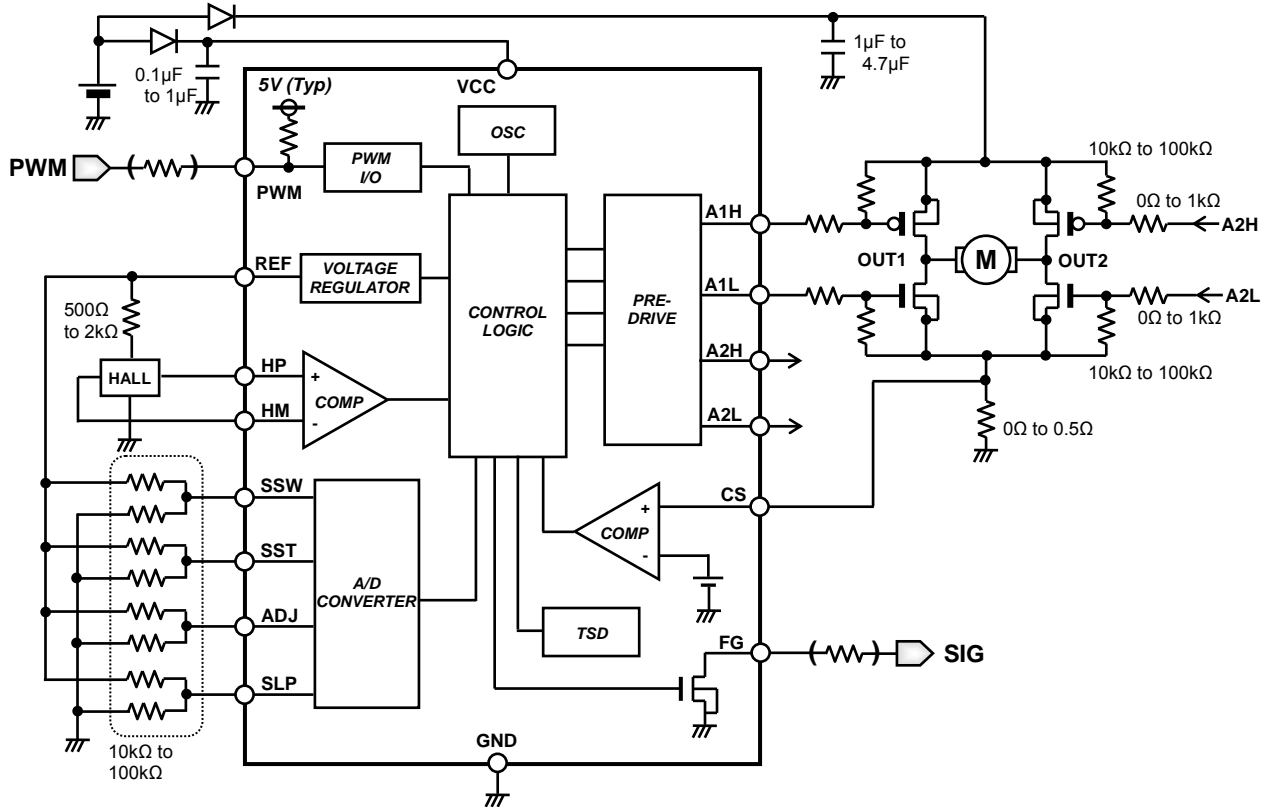 1µF to
4.7µF
0.1µF
to 1µF
5V (Typ)
VCC
OSC
PWM
PWM
I/O
PWM
10kΩ to 100kΩ
0Ω to 1kΩ
A2H
A1H
REF
VOLTAGE
REGULATOR
CONTROL
LOGIC
PRE-
DRIVE
OUT1
M
OUT2
A1L
A2L
0Ω to 1kΩ
500Ω
to 2kΩ
HALL
HP
HM
+
COMP
-
A2H
A2L
10kΩ to 100kΩ
0Ω to 0.5Ω
SSW
SST
ADJ
SLP
A/D
CONVERTER
CS
+
COMP
-
TSD
FG
SIG
10kΩ to
100kΩ
GND